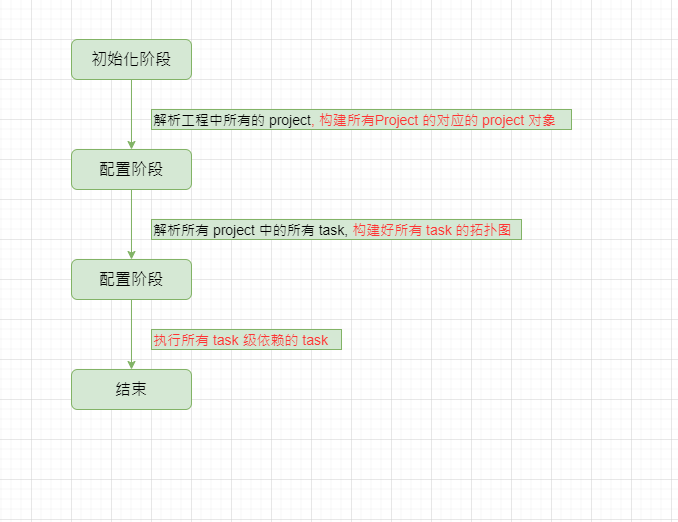 初始化阶段
解析工程中所有的 project, 构建所有Project 的对应的 project 对象
配置阶段
解析所有 project 中的所有 task, 构建好所有 task 的拓扑图
配置阶段
执行所有 task 级依赖的 task
结束